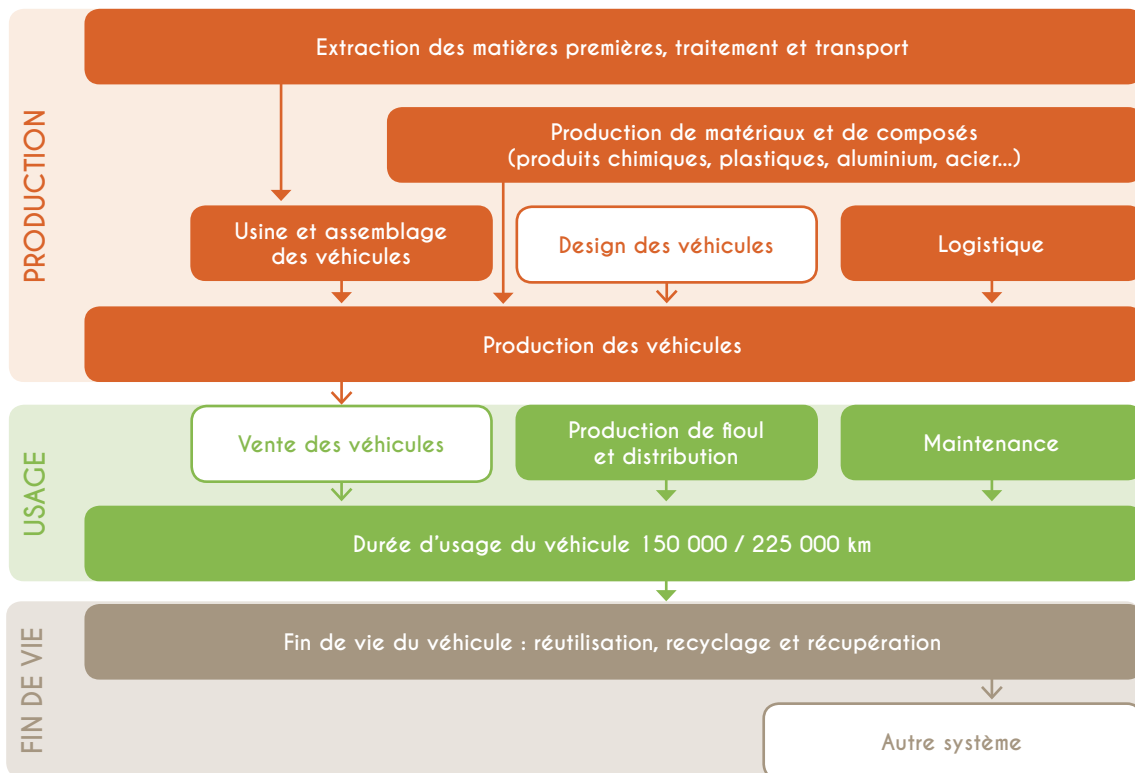 PRODUCTION
Extraction des matières premières, traitement et transport
Production de matériaux et de composés
(produits chimiques, plastiques, aluminium, acier...)
Usine et assemblage
des véhicules
Design des véhicules
Logistique
Production des véhicules
USAGE
Vente des véhicules
Production de fioul
et distribution
Maintenance
Durée d'usage du véhicule 150 000 / 225 000 km
FIN DE VIE
Fin de vie du véhicule : réutilisation, recyclage et récupération
Autre système